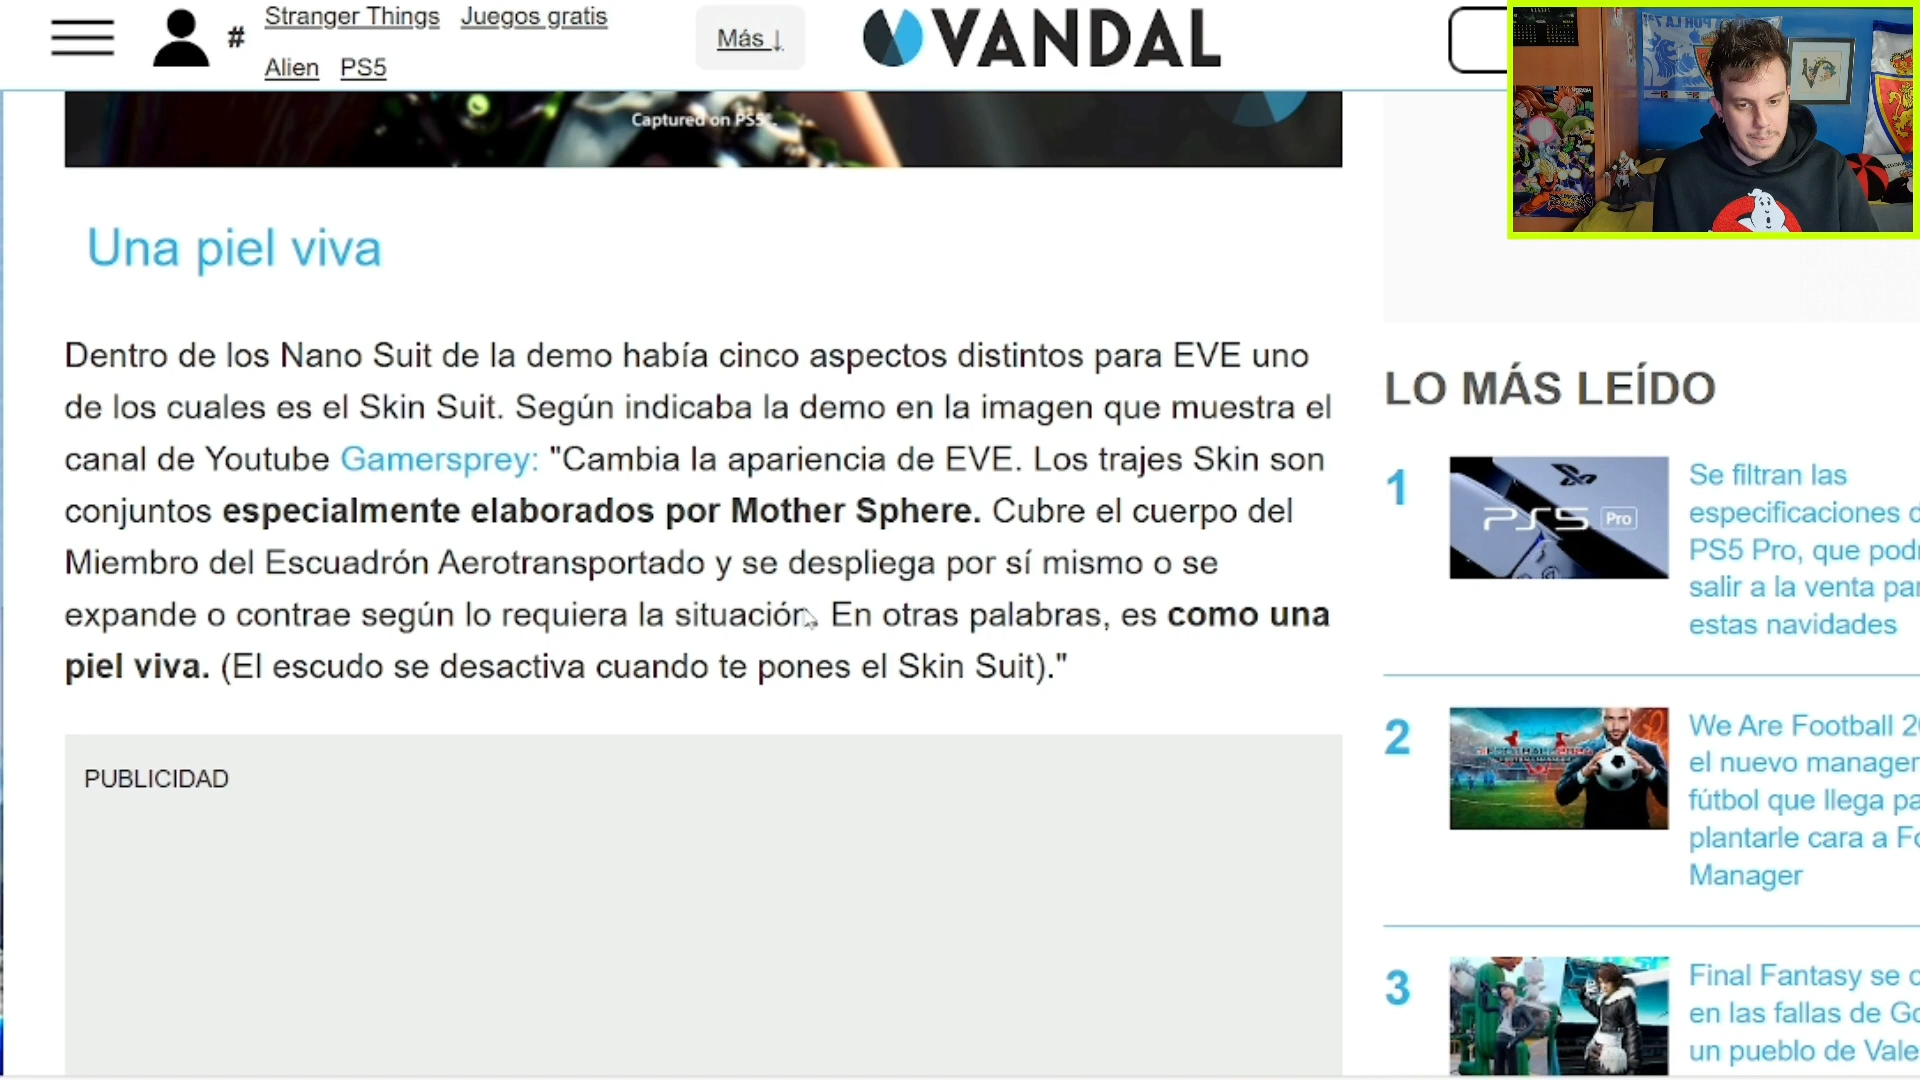 #
Stranger Things Juegos gratis
Alien PS5
Más ↓
VANDAL
Captured on PS5
Una piel viva
Dentro de los Nano Suit de la demo había cinco aspectos distintos para EVE uno
de los cuales es el Skin Suit. Según indicaba la demo en la imagen que muestra el
canal de Youtube Gamersprey: "Cambia la apariencia de EVE. Los trajes Skin son
conjuntos especialmente elaborados por Mother Sphere. Cubre el cuerpo del
Miembro del Escuadrón Aerotransportado y se despliega por sí mismo o se
expande o contrae según lo requiera la situación. En otras palabras, es como una
piel viva. (El escudo se desactiva cuando te pones el Skin Suit)."
PUBLICIDAD
LO MÁS LEÍDO
1
PS5 Pro
Se filtran las
especificaciones d
PS5 Pro, que pod
salir a la venta pa
estas navidades
2
We Are Football 20
el nuevo manager
fútbol que llega pa
plantarle cara a Fo
Manager
3
Final Fantasy se c
en las fallas de Go
un pueblo de Vale